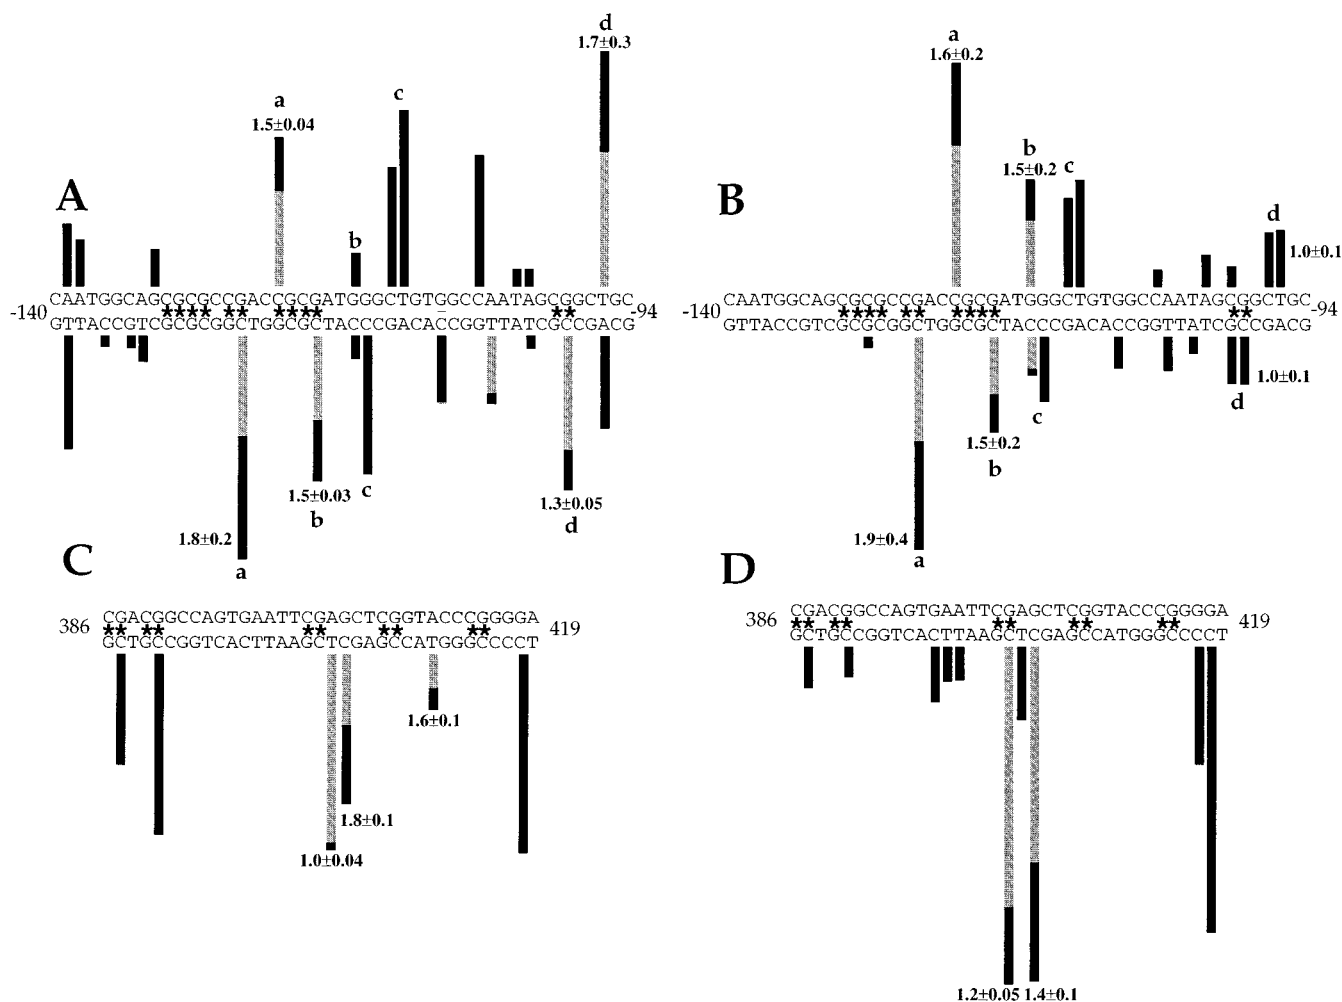 A
d
1.7±0.3
a
1.5±0.04
c
b
-140 CAATGGCAGCGCGCCGACCGCGATGGGCTGTGGCCAATAGCGGCTGC -94
**** ** **** **
GTTACCGTCGCGCGGCTGGCGCTACCCGACACCGGTTATCGCCGACG
1.8±0.2
a
1.5±0.03
b
c
1.3±0.05
d
B
a
1.6±0.2
b
1.5±0.2
c
d
1.0±0.1
-140 CAATGGCAGCGCGCCGACCGCGATGGGCTGTGGCCAATAGCGGCTGC -94
**** ** **** **
GTTACCGTCGCGCGGCTGGCGCTACCCGACACCGGTTATCGCCGACG
1.9±0.4
a
1.5±0.2
b
c
d
1.0±0.1
C
386 CGACGGCCAGTGAATTCGAGCTCGGTACCCGGGGA 419
** ** ** ** **
GCTGCCGGTCACTTAAGCTCGAGCCATGGGCCCCT
1.0±0.04
1.8±0.1
1.6±0.1
D
386 CGACGGCCAGTGAATTCGAGCTCGGTACCCGGGGA 419
** ** ** ** **
GCTGCCGGTCACTTAAGCTCGAGCCATGGGCCCCT
1.2±0.05 1.4±0.1